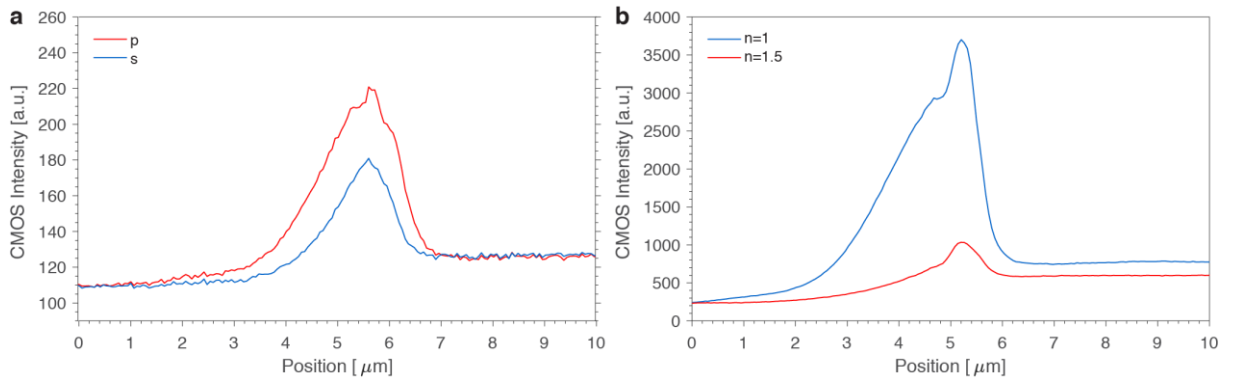 a
CMOS Intensity [a.u.]
260
240
220
200
180
160
140
120
100
p
s
0 1 2 3 4 5 6 7 8 9 10
Position [ μm]
b
CMOS Intensity [a.u.]
4000
3500
3000
2500
2000
1500
1000
500
0
n=1
n=1.5
0 1 2 3 4 5 6 7 8 9 10
Position [ μm]